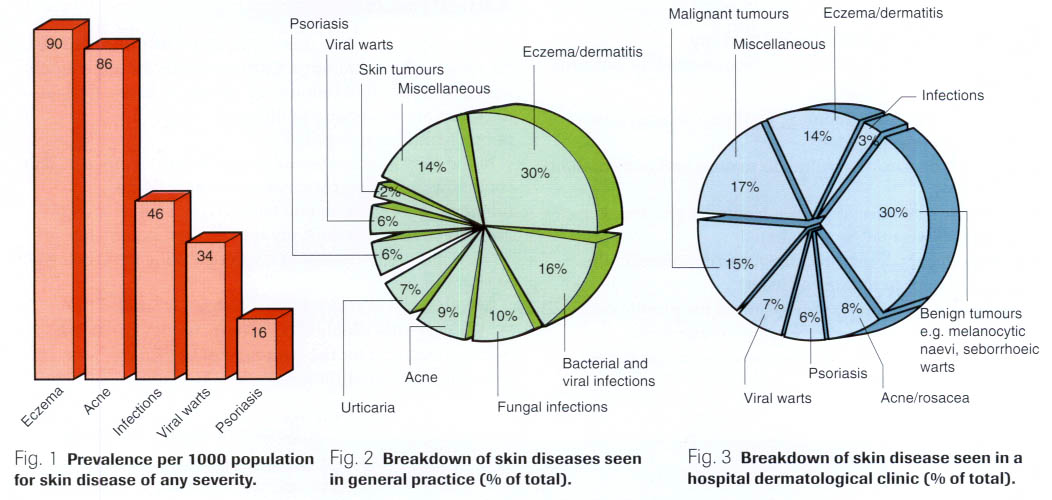 90
86
46
34
16
Eczema
Acne
Infections
Viral warts
Psoriasis
Fig. 1 Prevalence per 1000 population
for skin disease of any severity.
Psoriasis
Viral warts
Skin tumours
Miscellaneous
Eczema/dermatitis
14%
30%
2%
6%
6%
7%
9%
10%
16%
Urticaria
Acne
Fungal infections
Bacterial and
viral infections
Fig. 2 Breakdown of skin diseases seen
in general practice (% of total).
Malignant tumours
Miscellaneous
Eczema/dermatitis
Infections
14%
3%
17%
30%
15%
7%
6%
8%
Viral warts
Psoriasis
Acne/rosacea
Benign tumours
e.g. melanocytic
naevi, seborrhoeic
warts
Fig. 3 Breakdown of skin disease seen in a
hospital dermatological clinic (% of total).